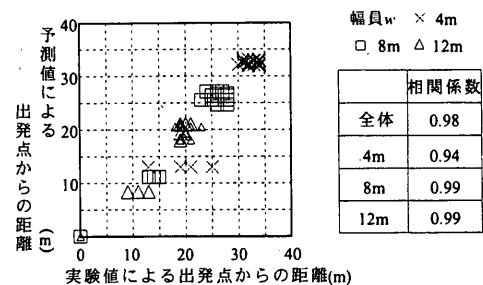 幅員w × 4m
□ 8m △ 12m
予測値による
出発点からの距離
(m)
40
30
20
10
0
0 10 20 30 40
実験値による出発点からの距離(m)
相関係数
全体 0.98
4m 0.94
8m 0.99
12m 0.99